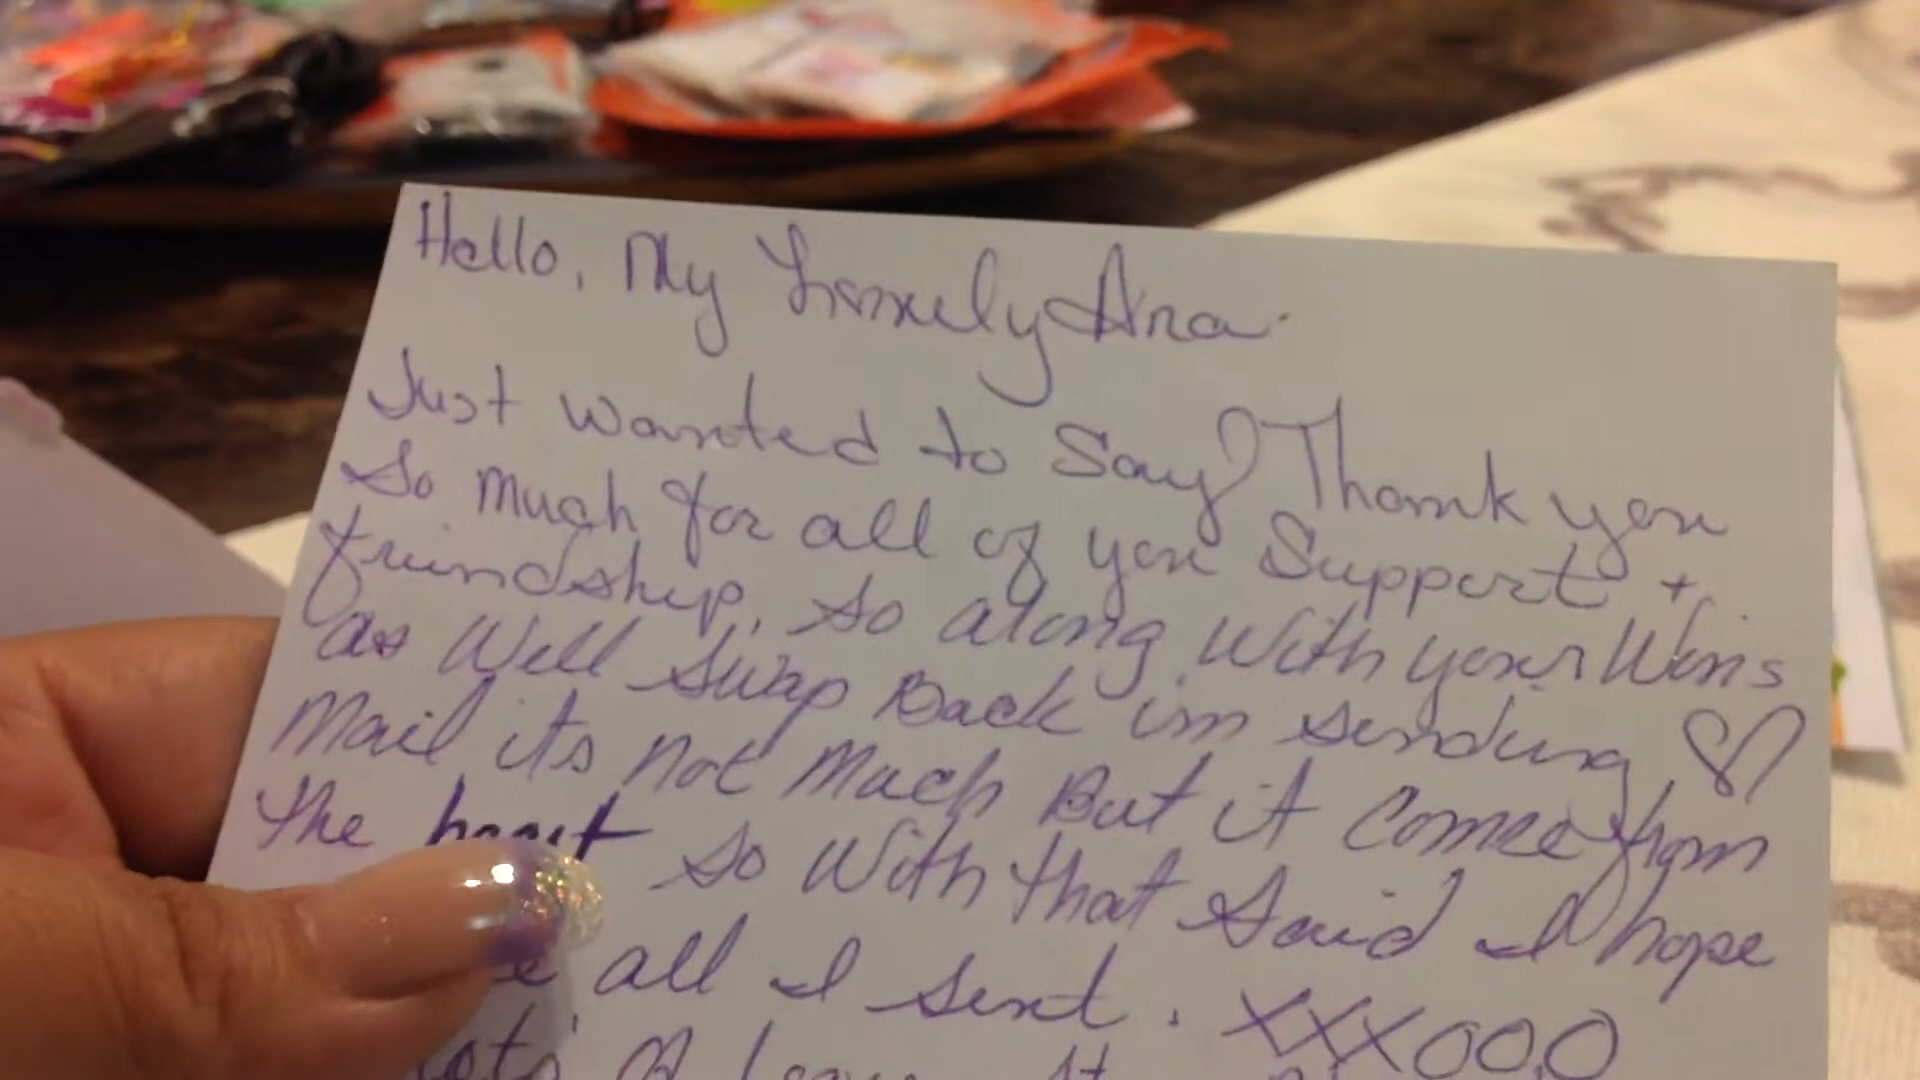 Hello, My Lovely Ana.
Just wanted to Say Thank you
So much for all of you Support +
friendship. So along With your Wins
as Well Swap Back im sending
Mail its not Much But it Comes from
the heart So With that Said I hope
all I sent. XXXOOO
of